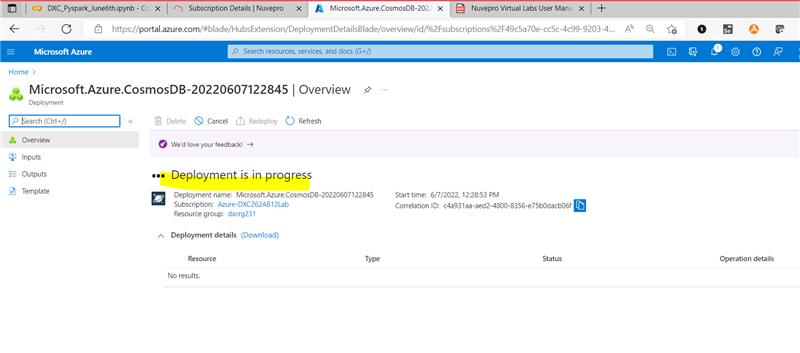 DXC_Pyspark_June6th.ipynb - Co
Subscription Details | Nuvepro
Microsoft.Azure.CosmosDB-2022
Nuvepro Virtual Labs User Manu
https://portal.azure.com/#blade/HubsExtension/DeploymentDetailsBlade/overview/id/%2Fsubscriptions%2F49c5a70e-cc5c-4c99-9203-4...
Microsoft Azure
Search resources, services, and docs (G+/)
Home >
Microsoft.Azure.CosmosDB-20220607122845 | Overview
Deployment
Search (Ctrl+/)
Delete Cancel Redeploy Refresh
Overview
Inputs
Outputs
Template
We'd love your feedback!
Deployment is in progress
Deployment name: Microsoft.Azure.CosmosDB-20220607122845
Subscription: Azure-DXC262AB12Lab
Resource group: dxcrg231
Start time: 6/7/2022, 12:28:53 PM
Correlation ID: c4a931aa-aed2-4800-8356-e75b0dacb06f
Deployment details (Download)
Resource Type Status Operation details
No results.